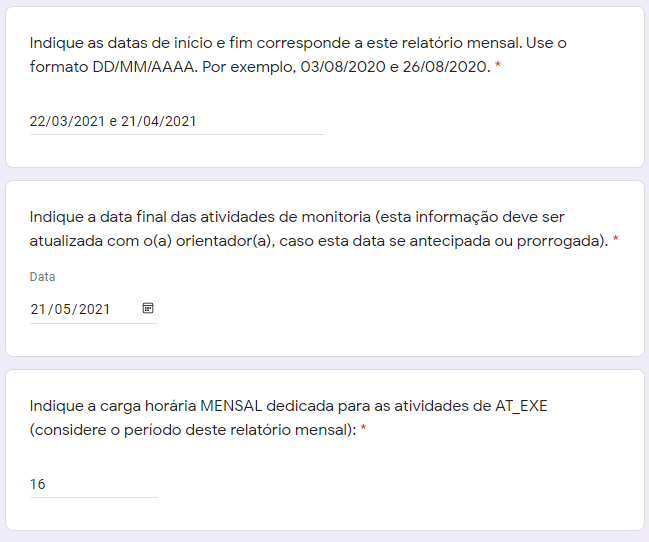 Indique as datas de início e fim corresponde a este relatório mensal. Use o
formato DD/MM/AAAA. Por exemplo, 03/08/2020 e 26/08/2020. *
22/03/2021 e 21/04/2021
Indique a data final das atividades de monitoria (esta informação deve ser
atualizada com o(a) orientador(a), caso esta data se antecipada ou prorrogada). *
Data
21/05/2021
Indique a carga horária MENSAL dedicada para as atividades de AT_EXE
(considere o período deste relatório mensal): *
16